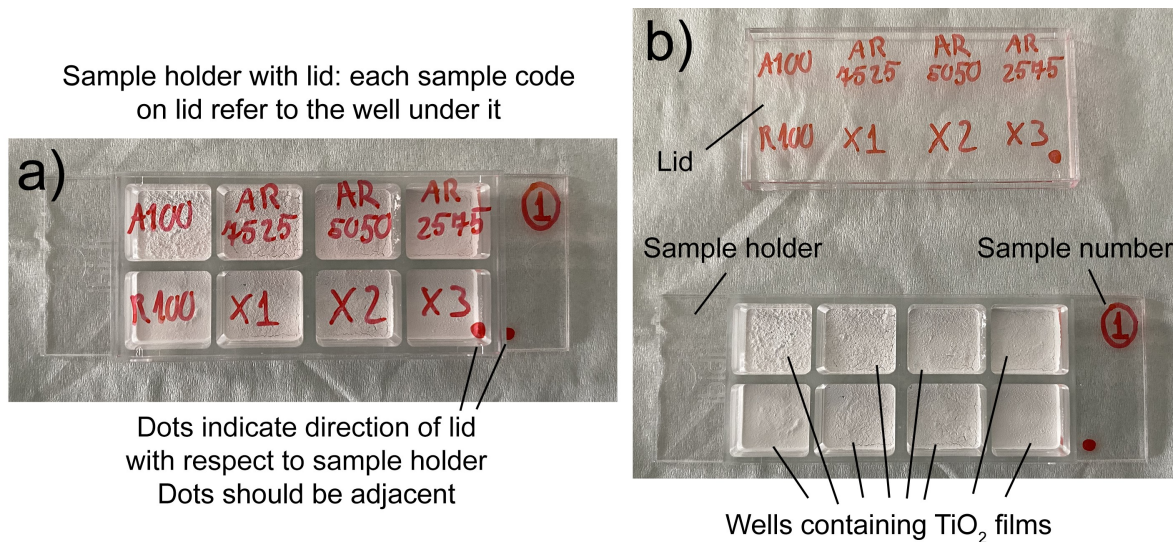 Sample holder with lid: each sample code
on lid refer to the well under it
a)
A100 AR 7525 AR 5050 AR 2575 1
R100 X1 X2 X3
Dots indicate direction of lid
with respect to sample holder
Dots should be adjacent
b)
A100 AR 7525 AR 5050 AR 2575
R100 X1 X2 X3
Lid
Sample holder
Sample number
1
Wells containing TiO₂ films